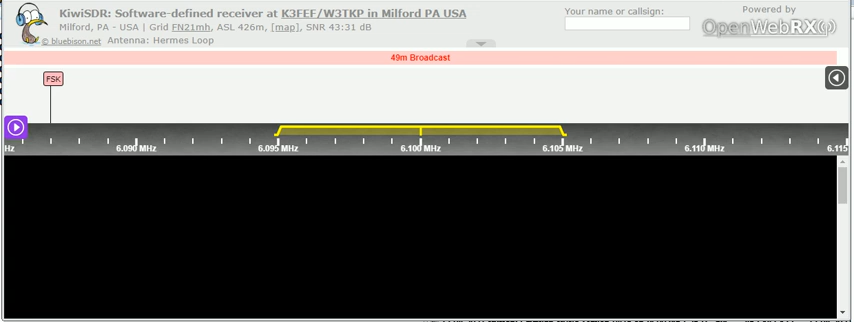 KiwiSDR: Software-defined receiver at K3FEF/W3TKP in Milford PA USA
Milford, PA - USA | Grid FN21mh, ASL 426m, [map], SNR 43:31 dB
© bluebison.net Antenna: Hermes Loop
Your name or callsign:
Powered by
OpenWebRX
49m Broadcast
FSK
Hz 6.090 MHz 6.095 MHz 6.100 MHz 6.105 MHz 6.110 MHz 6.115